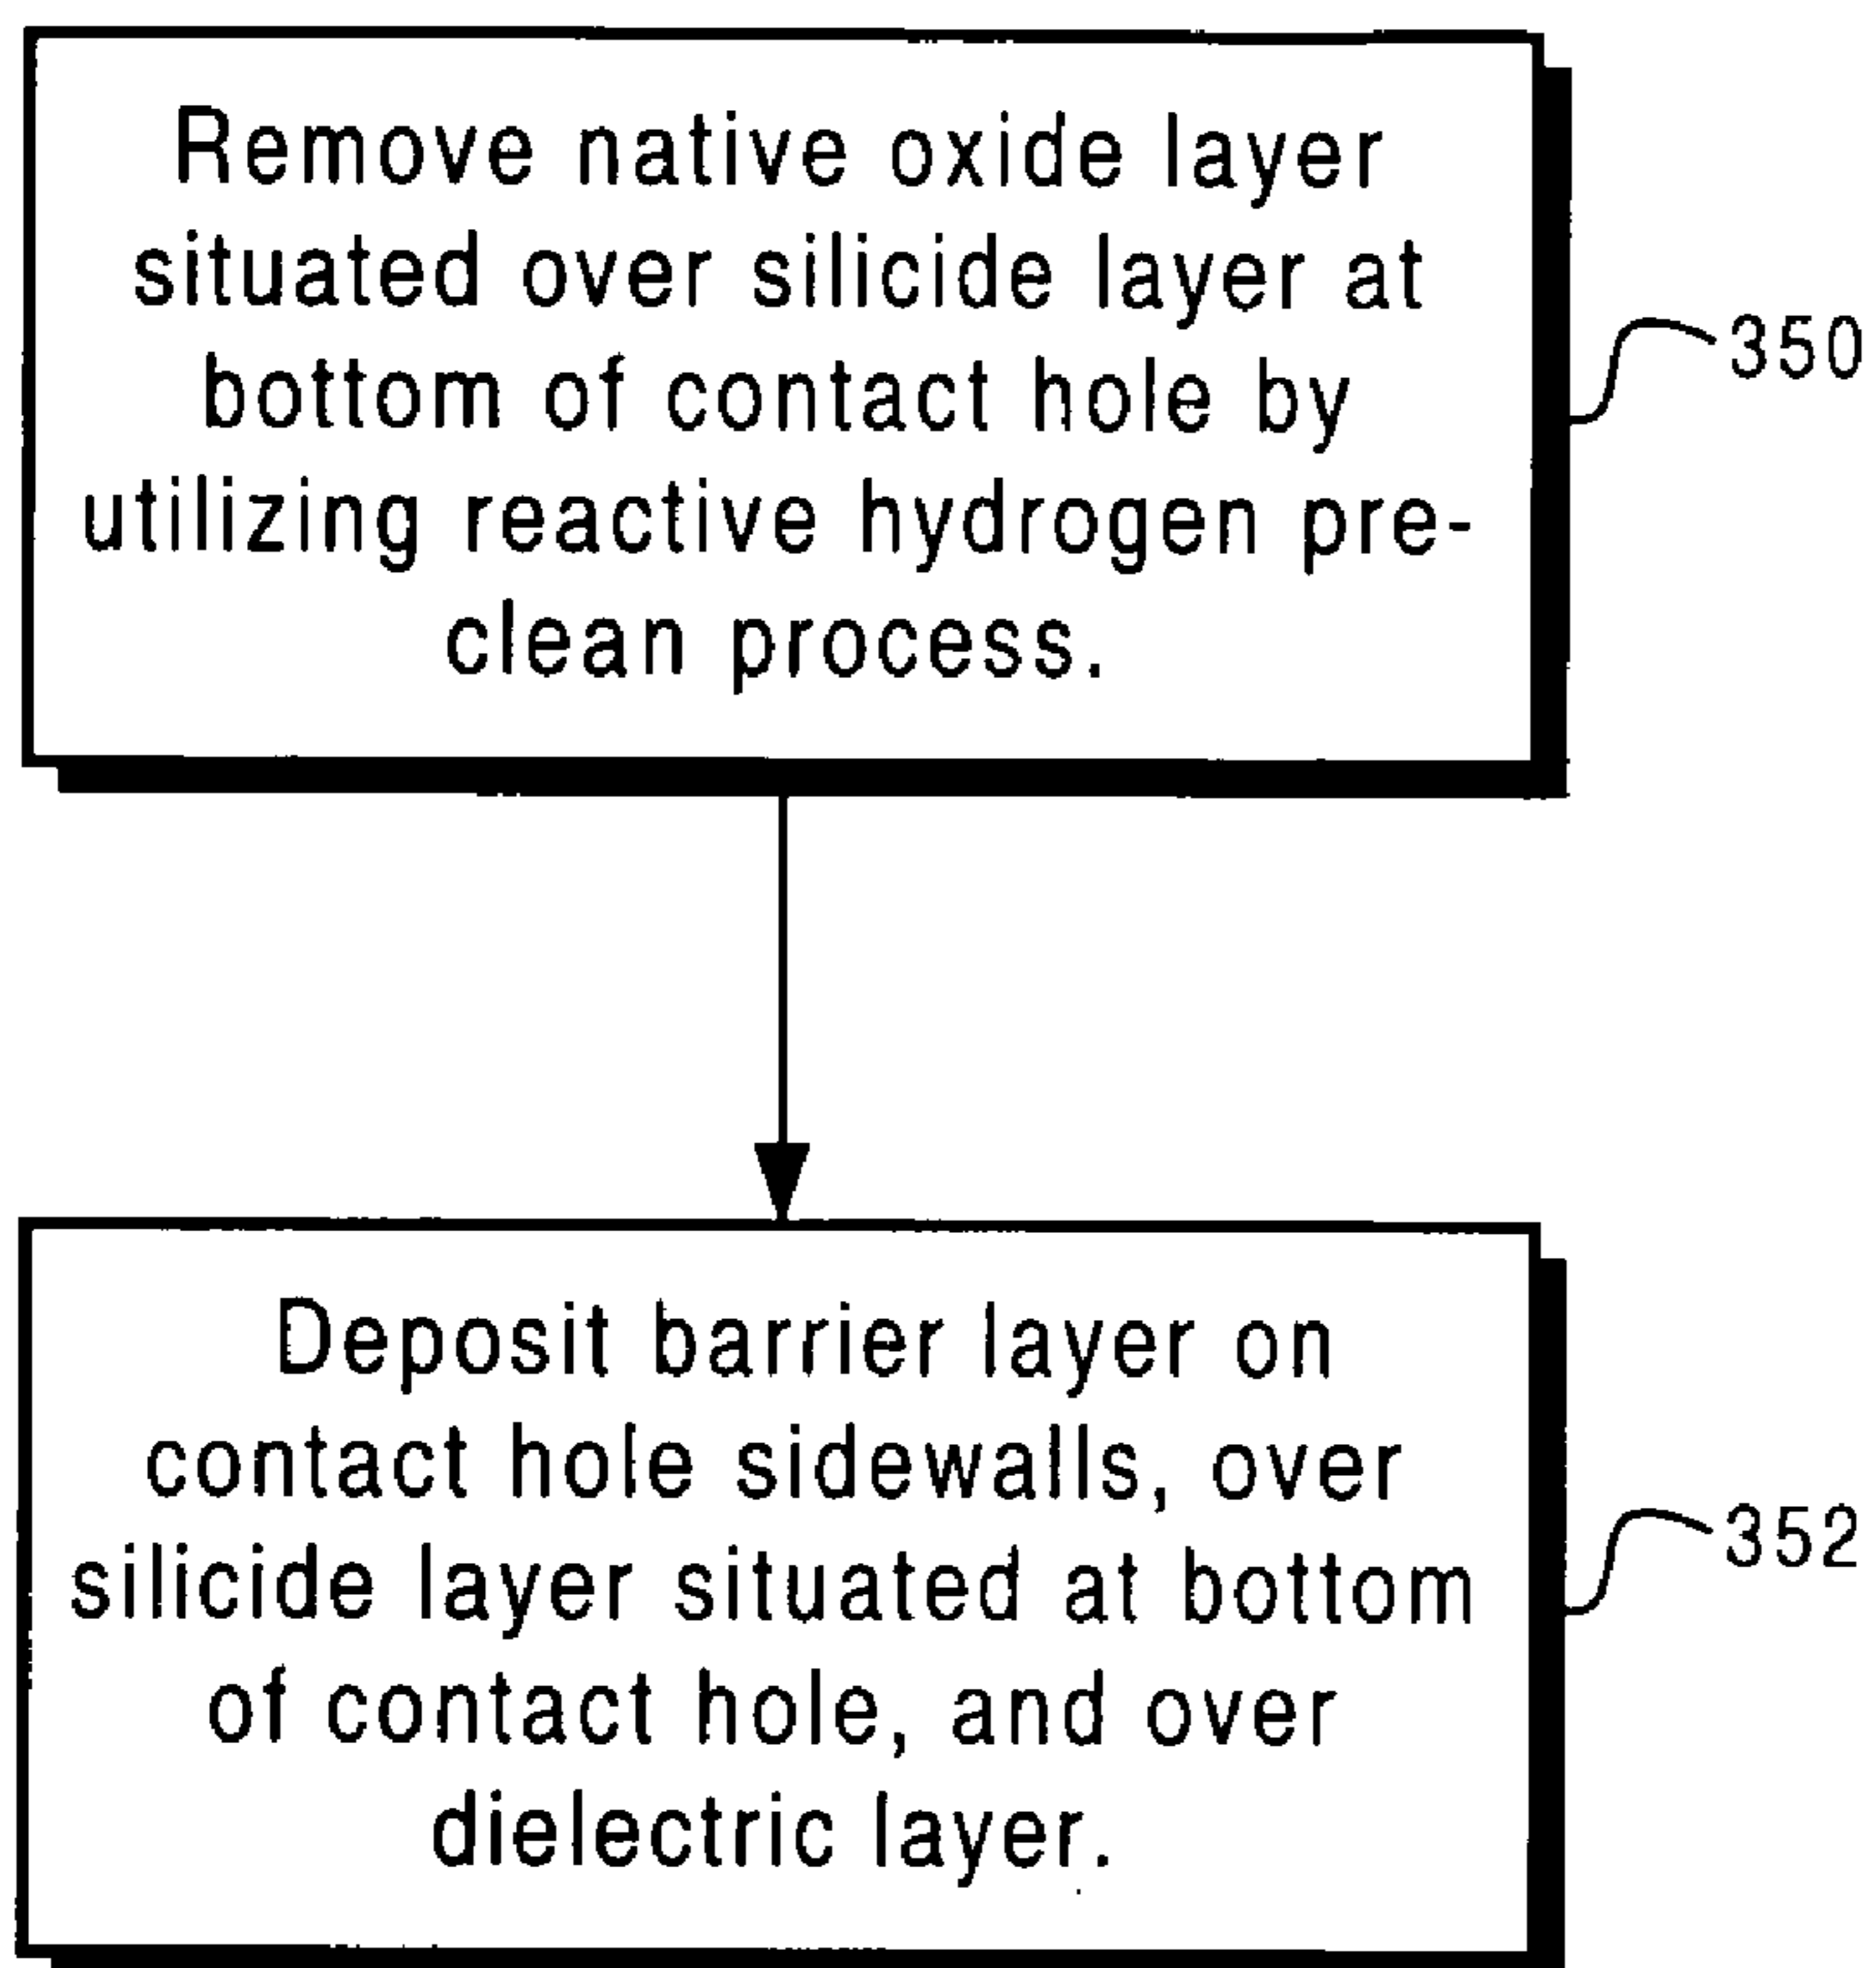 Remove native oxide layer
situated over silicide layer at
bottom of contact hole by
utilizing reactive hydrogen pre-
clean process.
350
Deposit barrier layer on
contact hole sidewalls, over
silicide layer situated at bottom
of contact hole, and over
dielectric layer.
352